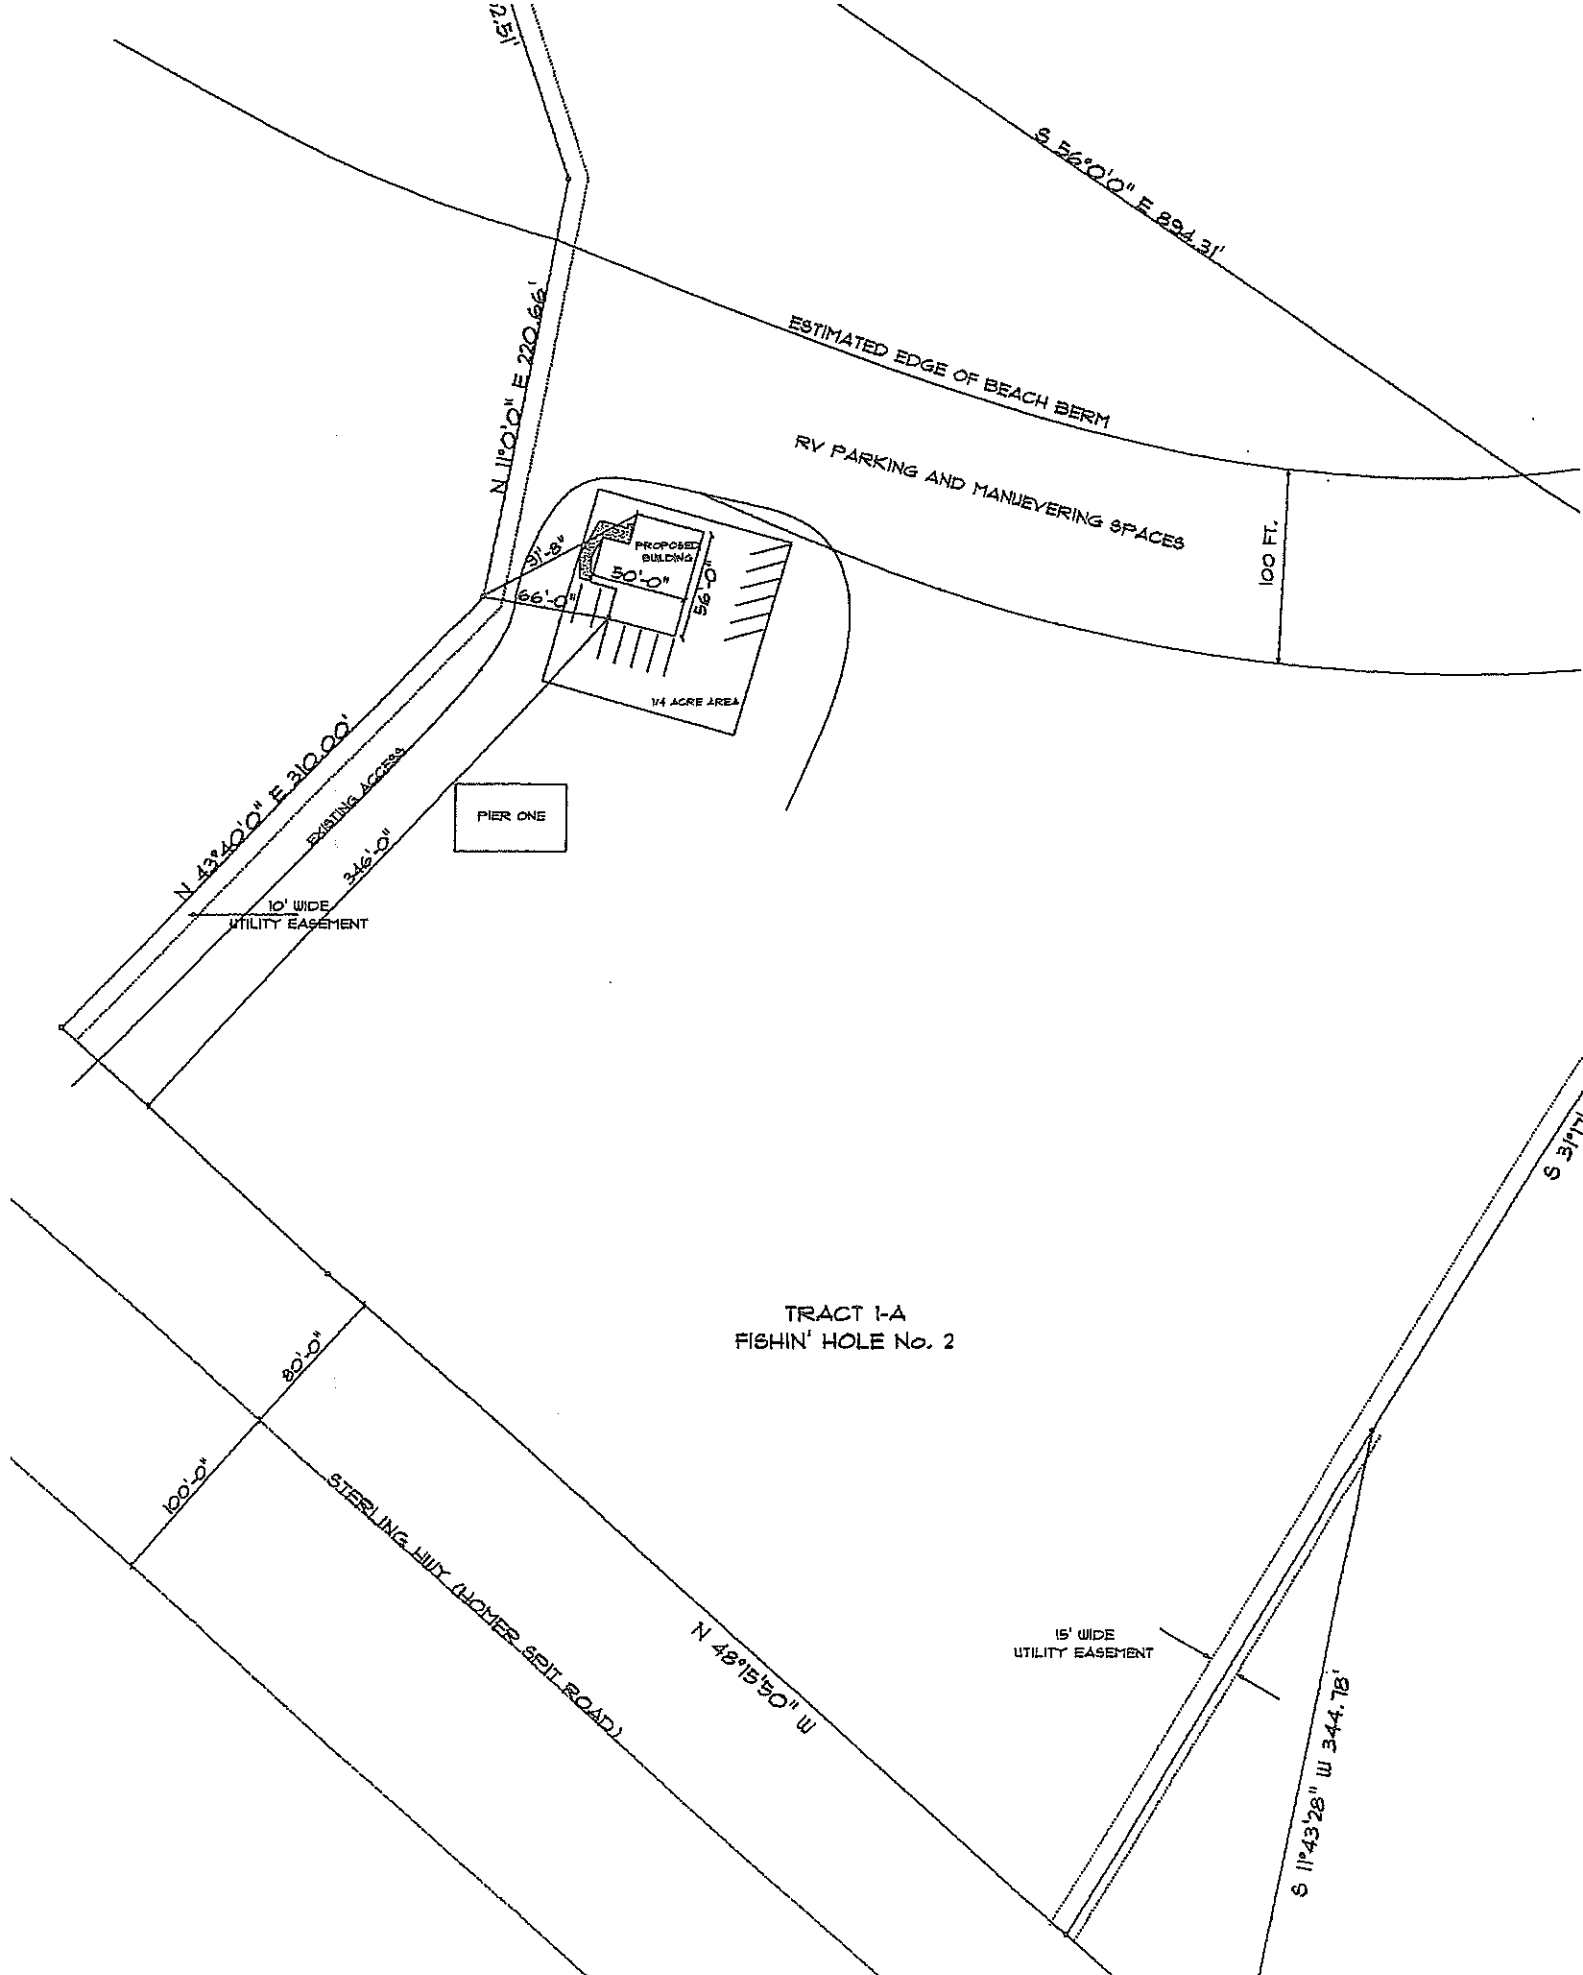 2.51'
S 56°0'0" E 894.31'
N 11°0'0" E 220.66'
ESTIMATED EDGE OF BEACH BERM
RV PARKING AND MANUEVERING SPACES
100 FT.
PROPOSED
BUILDING
91'-8"
50'-0"
56'-0"
66'-0"
1/4 ACRE AREA
N 43°40'0" E 310.00'
EXISTING ACCESS
PIER ONE
346'-0"
10' WIDE
UTILITY EASEMENT
S 31°17'
TRACT 1-A
FISHIN' HOLE No. 2
80'-0"
100'-0"
STERLING HWY (HOMER SPIT ROAD)
N 48°15'50" W
15' WIDE
UTILITY EASEMENT
S 11°43'28" W 344.78'